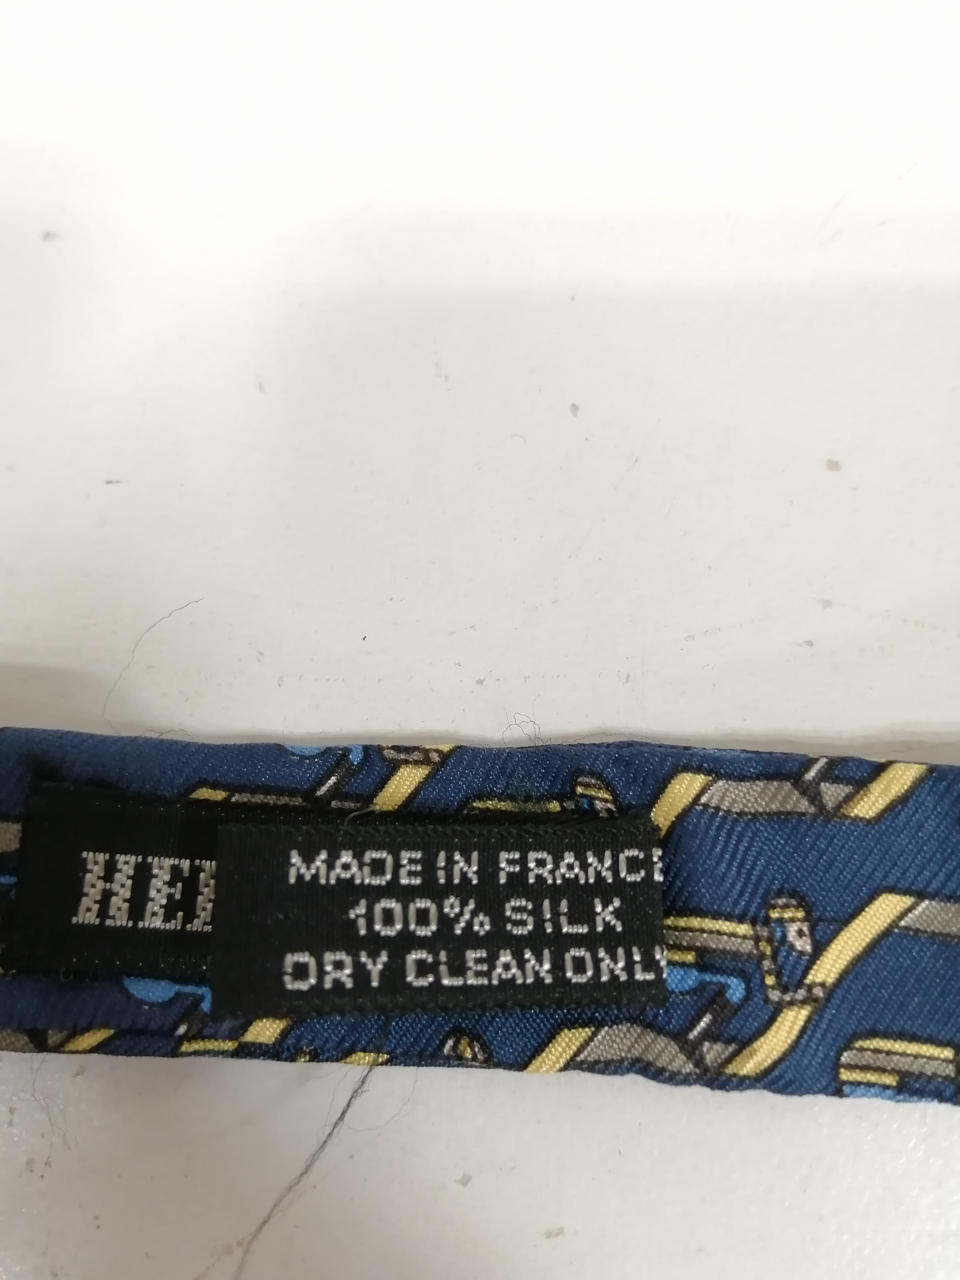 HE
MADE IN FRANCE
100% SILK
DRY CLEAN ONLY